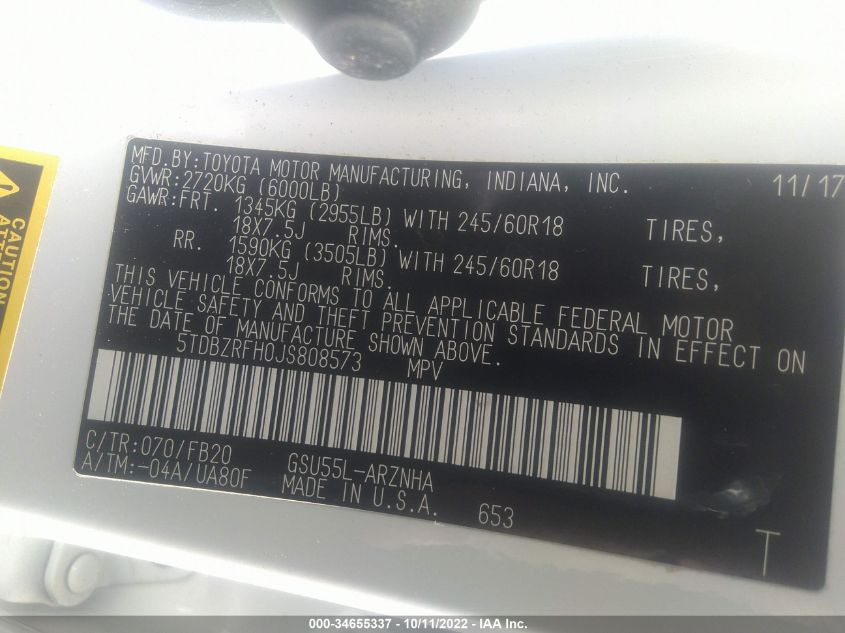 MFD.BY:TOYOTA MOTOR MANUFACTURING, INDIANA, INC. 11/17
GVWR:2720KG (6000LB)
GAWR:FRT. 1345KG (2955LB) WITH 245/60R18 TIRES,
18X7.5J RIMS.
RR. 1590KG (3505LB) WITH 245/60R18 TIRES,
18X7.5J RIMS.
THIS VEHICLE CONFORMS TO ALL APPLICABLE FEDERAL MOTOR
VEHICLE SAFETY AND THEFT PREVENTION STANDARDS IN EFFECT ON
THE DATE OF MANUFACTURE SHOWN ABOVE.
5TDBZRFH0JS808573 MPV
C/TR:070/FB20 GSU55L-ARZNHA
A/TM:-04A/UA80F MADE IN U.S.A. 653
T
CAUTION
ATTENTION
000-34655337 - 10/11/2022 - IAA Inc.